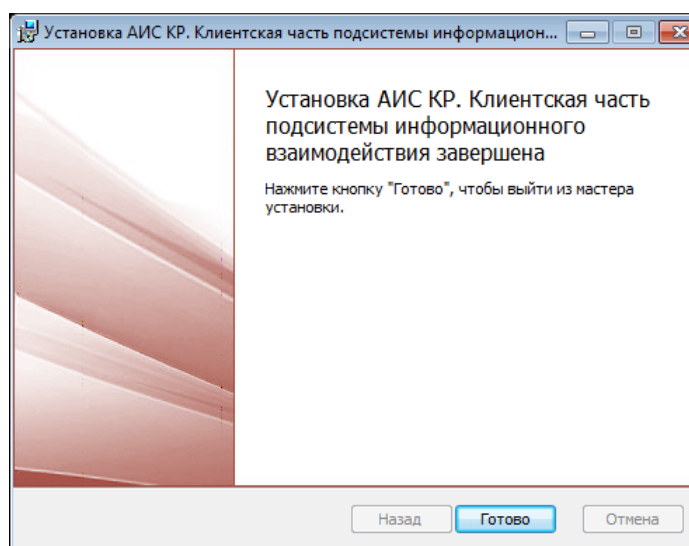 Установка АИС КР. Клиентская часть подсистемы информацион...
Установка АИС КР. Клиентская часть
подсистемы информационного
взаимодействия завершена
Нажмите кнопку "Готово", чтобы выйти из мастера
установки.
Назад Готово Отмена